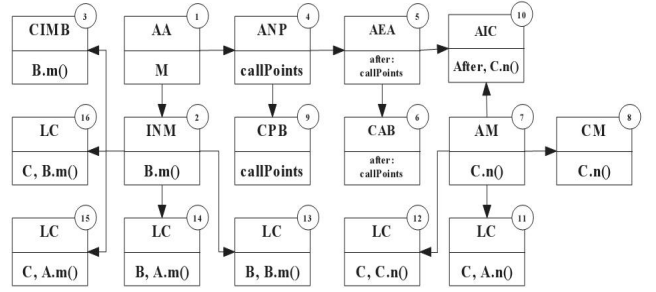 3
CIMB
B.m()
1
AA
M
4
ANP
callPoints
5
AEA
after:
callPoints
10
AIC
After, C.n()
16
LC
C, B.m()
2
INM
B.m()
9
CPB
callPoints
6
CAB
after:
callPoints
7
AM
C.n()
8
CM
C.n()
15
LC
C, A.m()
14
LC
B, A.m()
13
LC
B, B.m()
12
LC
C, C.n()
11
LC
C, A.n()